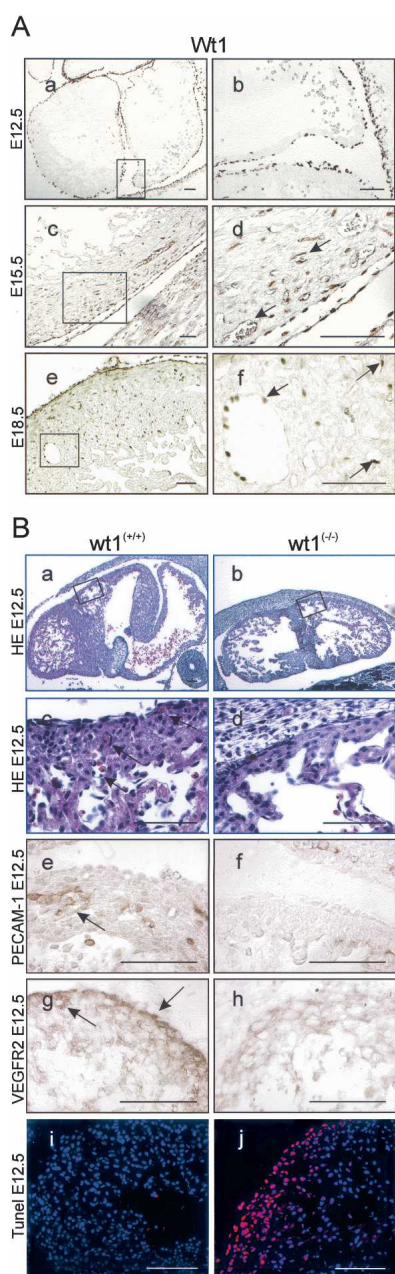 A
Wt1
E12.5
a
b
E15.5
c
d
E18.5
e
f
B
wt1(+/+)
wt1(-/-)
HE E12.5
a
b
HE E12.5
c
d
PECAM-1 E12.5
e
f
VEGFR2 E12.5
g
h
Tunel E12.5
i
j